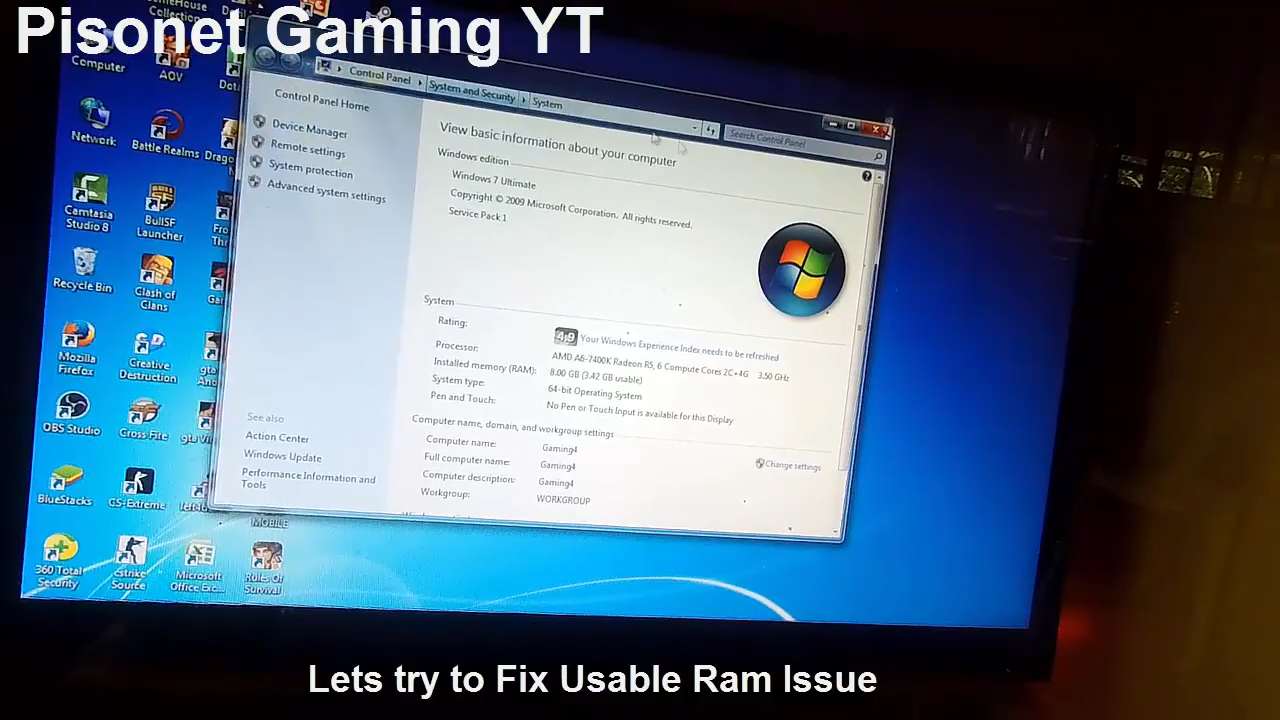 Pisonet Gaming YT
Computer
AOV
Network
Battle Realms
Camtasia
Studio 8
BullSF
Launcher
Recycle Bin
Clash of
Clans
Mozilla
Firefox
Creative
Destruction
OBS Studio
Cross Fire
BlueStacks
CS-Extreme
MOBILE
360 Total
Security
Source
Microsoft
Office Exc...
Rules Of
Survival
Control Panel
System and Security
System
Search Control Panel
Control Panel Home
Device Manager
Remote settings
System protection
Advanced system settings
See also
Action Center
Windows Update
Performance Information and
Tools
View basic information about your computer
Windows edition
Windows 7 Ultimate
Copyright © 2009 Microsoft Corporation. All rights reserved.
Service Pack 1
System
Rating:
4.9 Your Windows Experience Index needs to be refreshed
Processor:
AMD A6-7400K Radeon R5, 6 Compute Cores 2C+4G 3.50 GHz
Installed memory (RAM):
8.00 GB (3.42 GB usable)
System type:
64-bit Operating System
Pen and Touch:
No Pen or Touch Input is available for this Display
Computer name, domain, and workgroup settings
Computer name:
Gaming4
Change settings
Full computer name:
Gaming4
Computer description:
Gaming4
Workgroup:
WORKGROUP
Lets try to Fix Usable Ram Issue